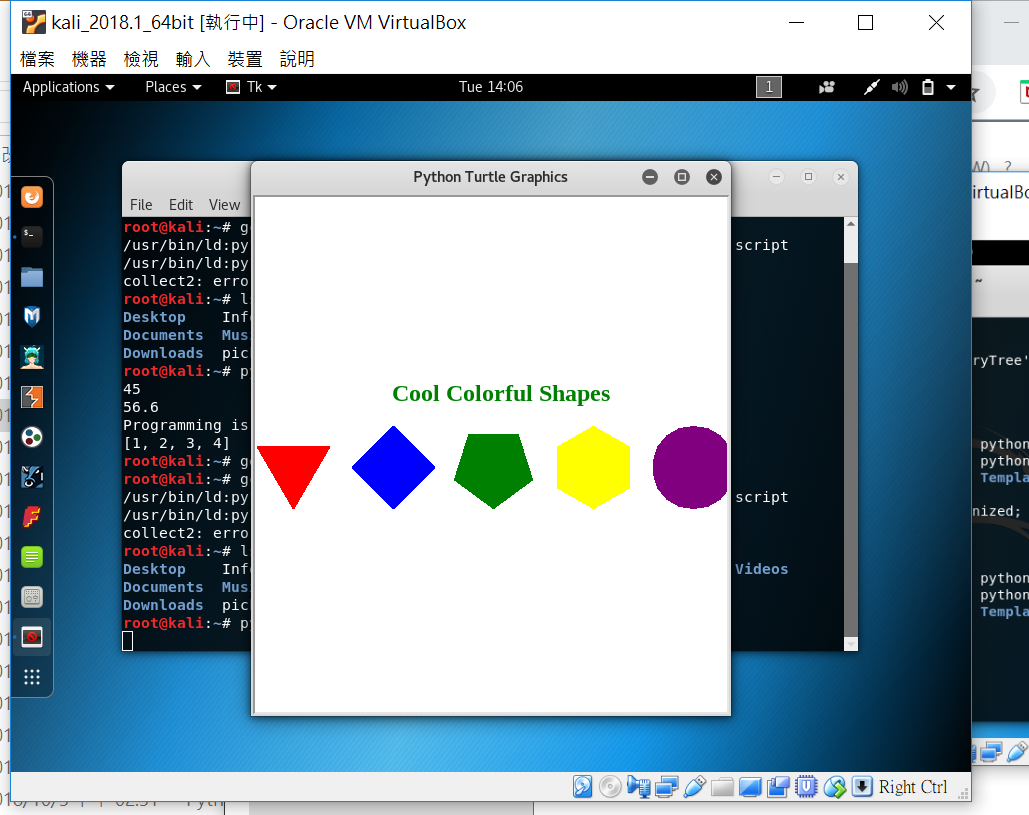 kali_2018.1_64bit [執行中] - Oracle VM VirtualBox
檔案 機器 檢視 輸入 裝置 說明
Applications Places Tk Tue 14:06 1
Python Turtle Graphics
File Edit View
root@kali:~# g
/usr/bin/ld:py script
/usr/bin/ld:py
collect2: erro
root@kali:~# l
Desktop Inf
Documents Mus
Downloads pic
root@kali:~# p
45
56.6
Programming is
[1, 2, 3, 4]
root@kali:~# g
root@kali:~# g
/usr/bin/ld:py script
/usr/bin/ld:py
collect2: erro
root@kali:~# l
Desktop Inf Videos
Documents Mus
Downloads pic
root@kali:~# p
Cool Colorful Shapes
Right Ctrl
W) ?
irtualBo
~
ryTree'
python
python
Templa
nized;
python
python
Templa